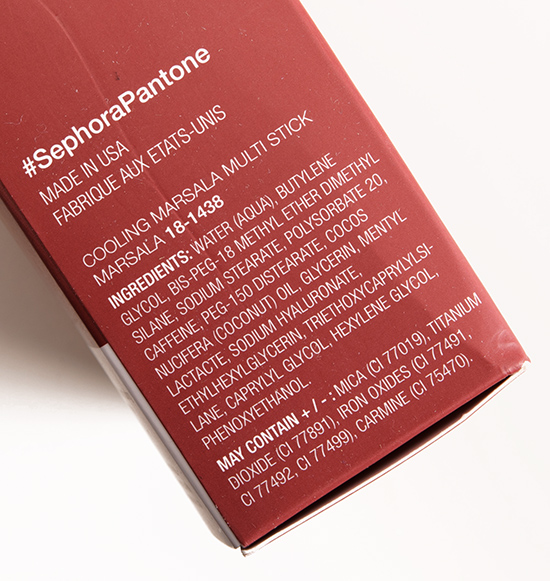 #SephoraPantone
MADE IN USA
FABRIQUE AUX ETATS-UNIS
COOLING MARSALA MULTI STICK
MARSALA 18-1438
INGREDIENTS: WATER (AQUA), BUTYLENE
GLYCOL, BIS-PEG-18 METHYL ETHER DIMETHYL
SILANE, SODIUM STEARATE, POLYSORBATE 20,
CAFFEINE, PEG-150 DISTEARATE, COCOS
NUCIFERA (COCONUT) OIL, GLYCERIN, MENTYL
LACTATE, SODIUM HYALURONATE,
ETHYLHEXYLGLYCERIN, TRIETHOXYCAPRYLYLSI-
LANE, CAPRYLYL GLYCOL, HEXYLENE GLYCOL,
PHENOXYETHANOL.
MAY CONTAIN + / - : MICA (CI 77019), TITANIUM
DIOXIDE (CI 77891), IRON OXIDES (CI 77491,
CI 77492, CI 77499), CARMINE (CI 75470).